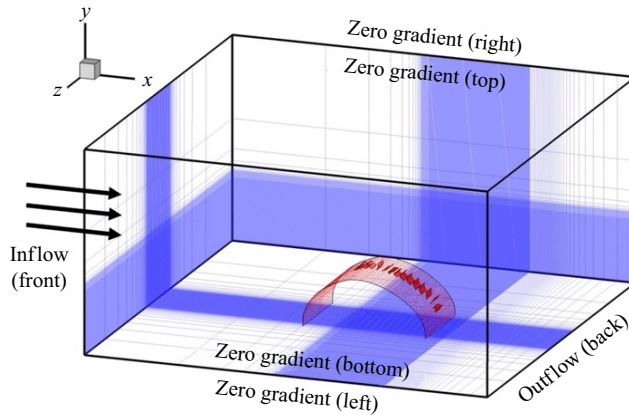 y
x
z
Zero gradient (right)
Zero gradient (top)
Inflow
(front)
Zero gradient (bottom)
Zero gradient (left)
Outflow (back)